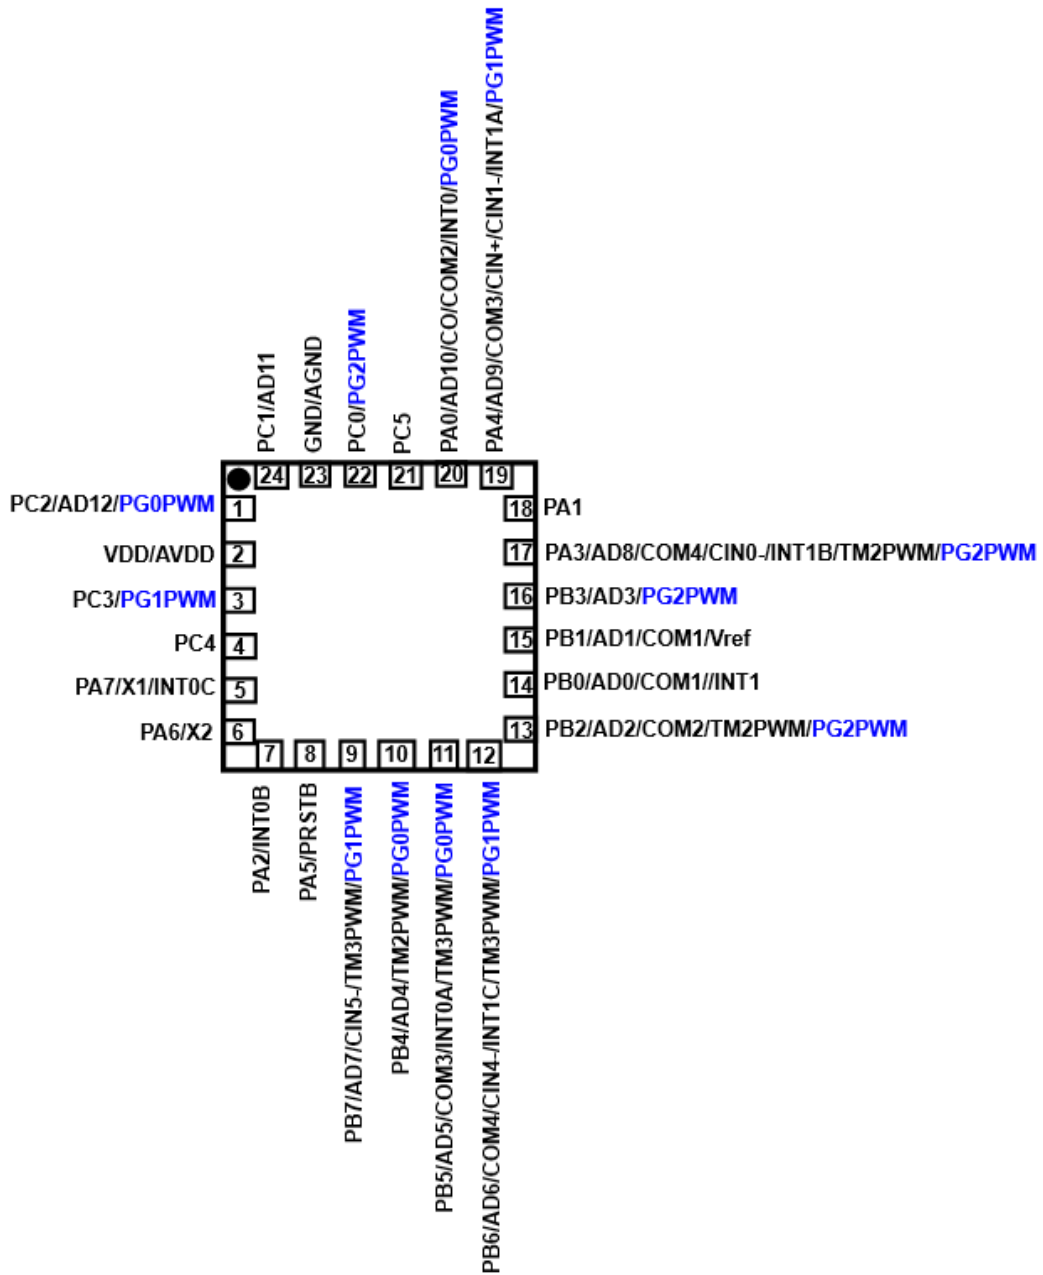 PA4/AD9/COM3/CIN+/CIN1-/INT1A/PG1PWM
PA0/AD10/CO/COM2/INT0/PG0PWM
PC5
PC0/PG2PWM
GND/AGND
PC1/AD11
24
23
22
21
20
19
PC2/AD12/PG0PWM
1
VDD/AVDD
2
PC3/PG1PWM
3
PC4
4
PA7/X1/INT0C
5
PA6/X2
6
18
PA1
17
PA3/AD8/COM4/CIN0-/INT1B/TM2PWM/PG2PWM
16
PB3/AD3/PG2PWM
15
PB1/AD1/COM1/Vref
14
PB0/AD0/COM1//INT1
13
PB2/AD2/COM2/TM2PWM/PG2PWM
7
8
9
10
11
12
PA2/INT0B
PA5/PRSTB
PB7/AD7/CIN5-/TM3PWM/PG1PWM
PB4/AD4/TM2PWM/PG0PWM
PB5/AD5/COM3/INT0A/TM3PWM/PG0PWM
PB6/AD6/COM4/CIN4-/INT1C/TM3PWM/PG1PWM